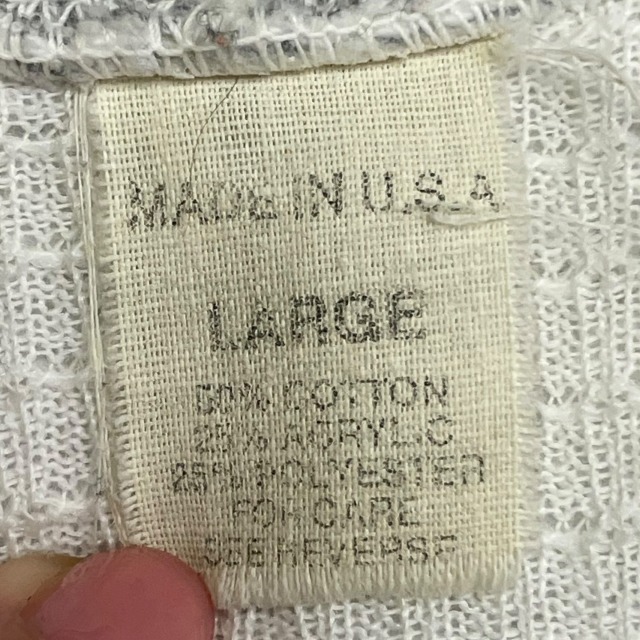 MADE IN U.S.A
LARGE
50% COTTON
25% ACRYLIC
25% POLYESTER
FOR CARE
SEE REVERSE